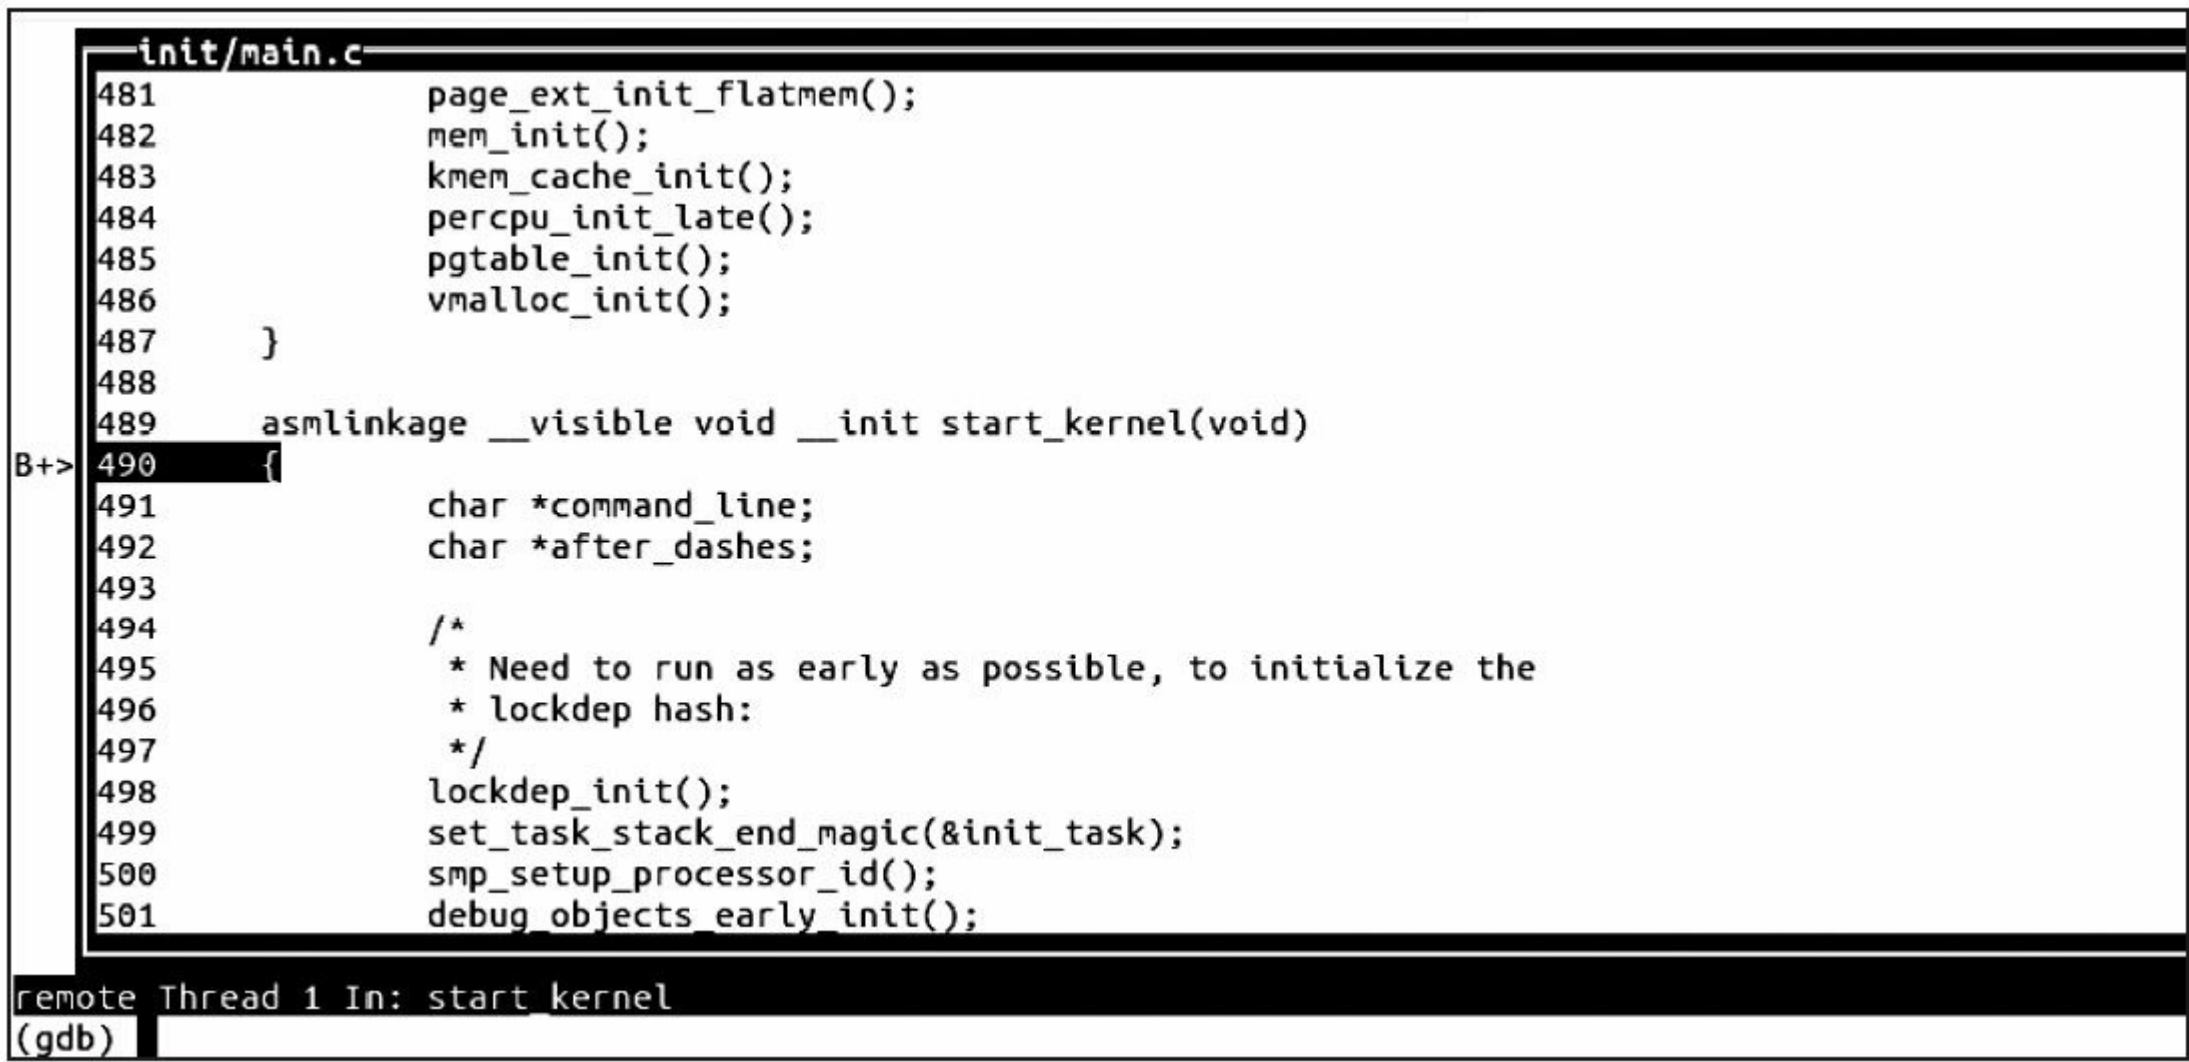 init/main.c
481 page_ext_init_flatmem();
482 mem_init();
483 kmem_cache_init();
484 percpu_init_late();
485 pgtable_init();
486 vmalloc_init();
487 }
488
489 asmlinkage __visible void __init start_kernel(void)
B+> 490 {
491 char *command_line;
492 char *after_dashes;
493
494 /*
495 * Need to run as early as possible, to initialize the
496 * lockdep hash:
497 */
498 lockdep_init();
499 set_task_stack_end_magic(&init_task);
500 smp_setup_processor_id();
501 debug_objects_early_init();
remote Thread 1 In: start_kernel
(gdb)